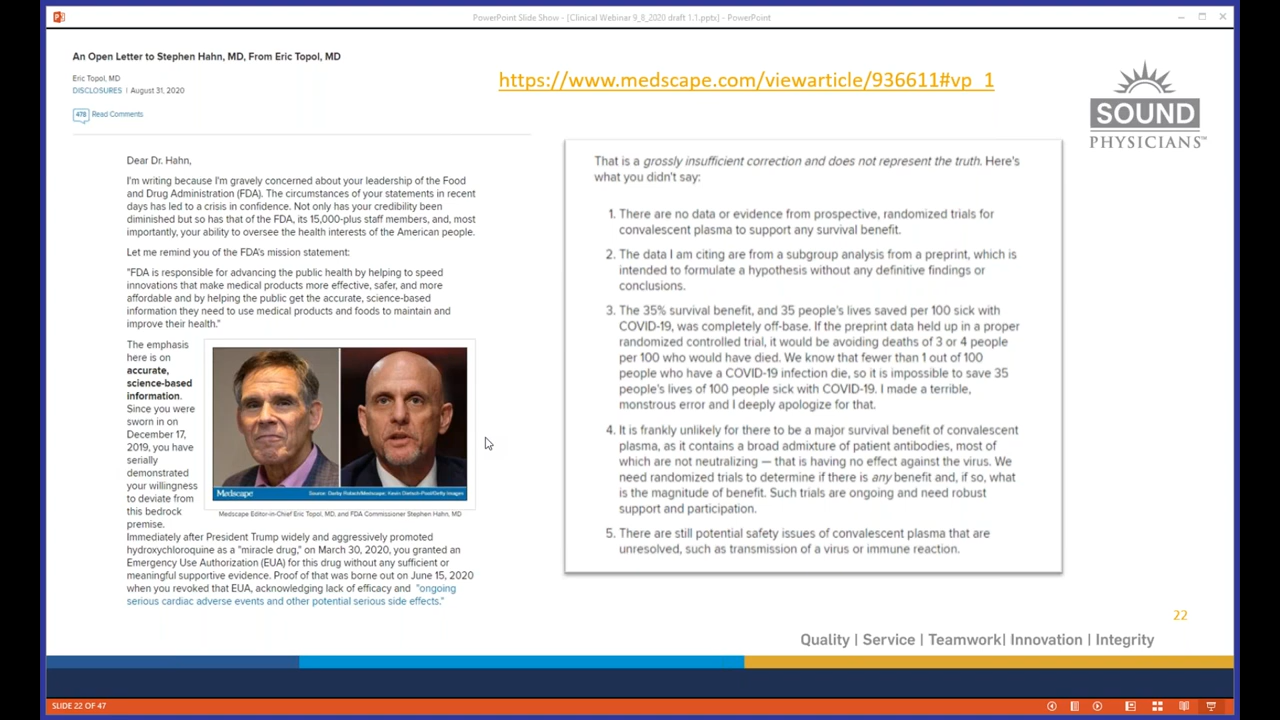 PowerPoint Slide Show - [Clinical Webinar 9_8_2020 draft 1.1.ppts] - PowerPoint
An Open Letter to Stephen Hahn, MD, From Eric Topol, MD
Eric Topol, MD
DISCLOSURES | August 31, 2020
478 Read Comments
https://www.medscape.com/viewarticle/936611#vp_1
SOUND
PHYSICIANS™
Dear Dr. Hahn,
I'm writing because I'm gravely concerned about your leadership of the Food
and Drug Administration (FDA). The circumstances of your statements in recent
days has led to a crisis in confidence. Not only has your credibility been
diminished but so has that of the FDA, its 15,000-plus staff members, and, most
importantly, your ability to oversee the health interests of the American people.
Let me remind you of the FDA's mission statement:
"FDA is responsible for advancing the public health by helping to speed
innovations that make medical products more effective, safer, and more
affordable and by helping the public get the accurate, science-based
information they need to use medical products and foods to maintain and
improve their health."
The emphasis
here is on
accurate,
science-based
information.
Since you were
sworn in on
December 17,
2019, you have
serially
demonstrated
your willingness
to deviate from
this bedrock
premise.
Medscape
Source: Darby Potoch/Medscape; Kevin Dietsch-Pool/Getty Images
Medscape Editor-in-Chief Eric Topol, MD, and FDA Commissioner Stephen Hahn, MD
Immediately after President Trump widely and aggressively promoted
hydroxychloroquine as a "miracle drug," on March 30, 2020, you granted an
Emergency Use Authorization (EUA) for this drug without any sufficient or
meaningful supportive evidence. Proof of that was borne out on June 15, 2020
when you revoked that EUA, acknowledging lack of efficacy and "ongoing
serious cardiac adverse events and other potential serious side effects."
That is a grossly insufficient correction and does not represent the truth. Here's
what you didn't say:
1. There are no data or evidence from prospective, randomized trials for
convalescent plasma to support any survival benefit.
2. The data I am citing are from a subgroup analysis from a preprint, which is
intended to formulate a hypothesis without any definitive findings or
conclusions.
3. The 35% survival benefit, and 35 people's lives saved per 100 sick with
COVID-19, was completely off-base. If the preprint data held up in a proper
randomized controlled trial, it would be avoiding deaths of 3 or 4 people
per 100 who would have died. We know that fewer than 1 out of 100
people who have a COVID-19 infection die, so it is impossible to save 35
people's lives of 100 people sick with COVID-19. I made a terrible,
monstrous error and I deeply apologize for that.
4. It is frankly unlikely for there to be a major survival benefit of convalescent
plasma, as it contains a broad admixture of patient antibodies, most of
which are not neutralizing — that is having no effect against the virus. We
need randomized trials to determine if there is any benefit and, if so, what
is the magnitude of benefit. Such trials are ongoing and need robust
support and participation.
5. There are still potential safety issues of convalescent plasma that are
unresolved, such as transmission of a virus or immune reaction.
22
Quality | Service | Teamwork| Innovation | Integrity
SLIDE 22 OF 47